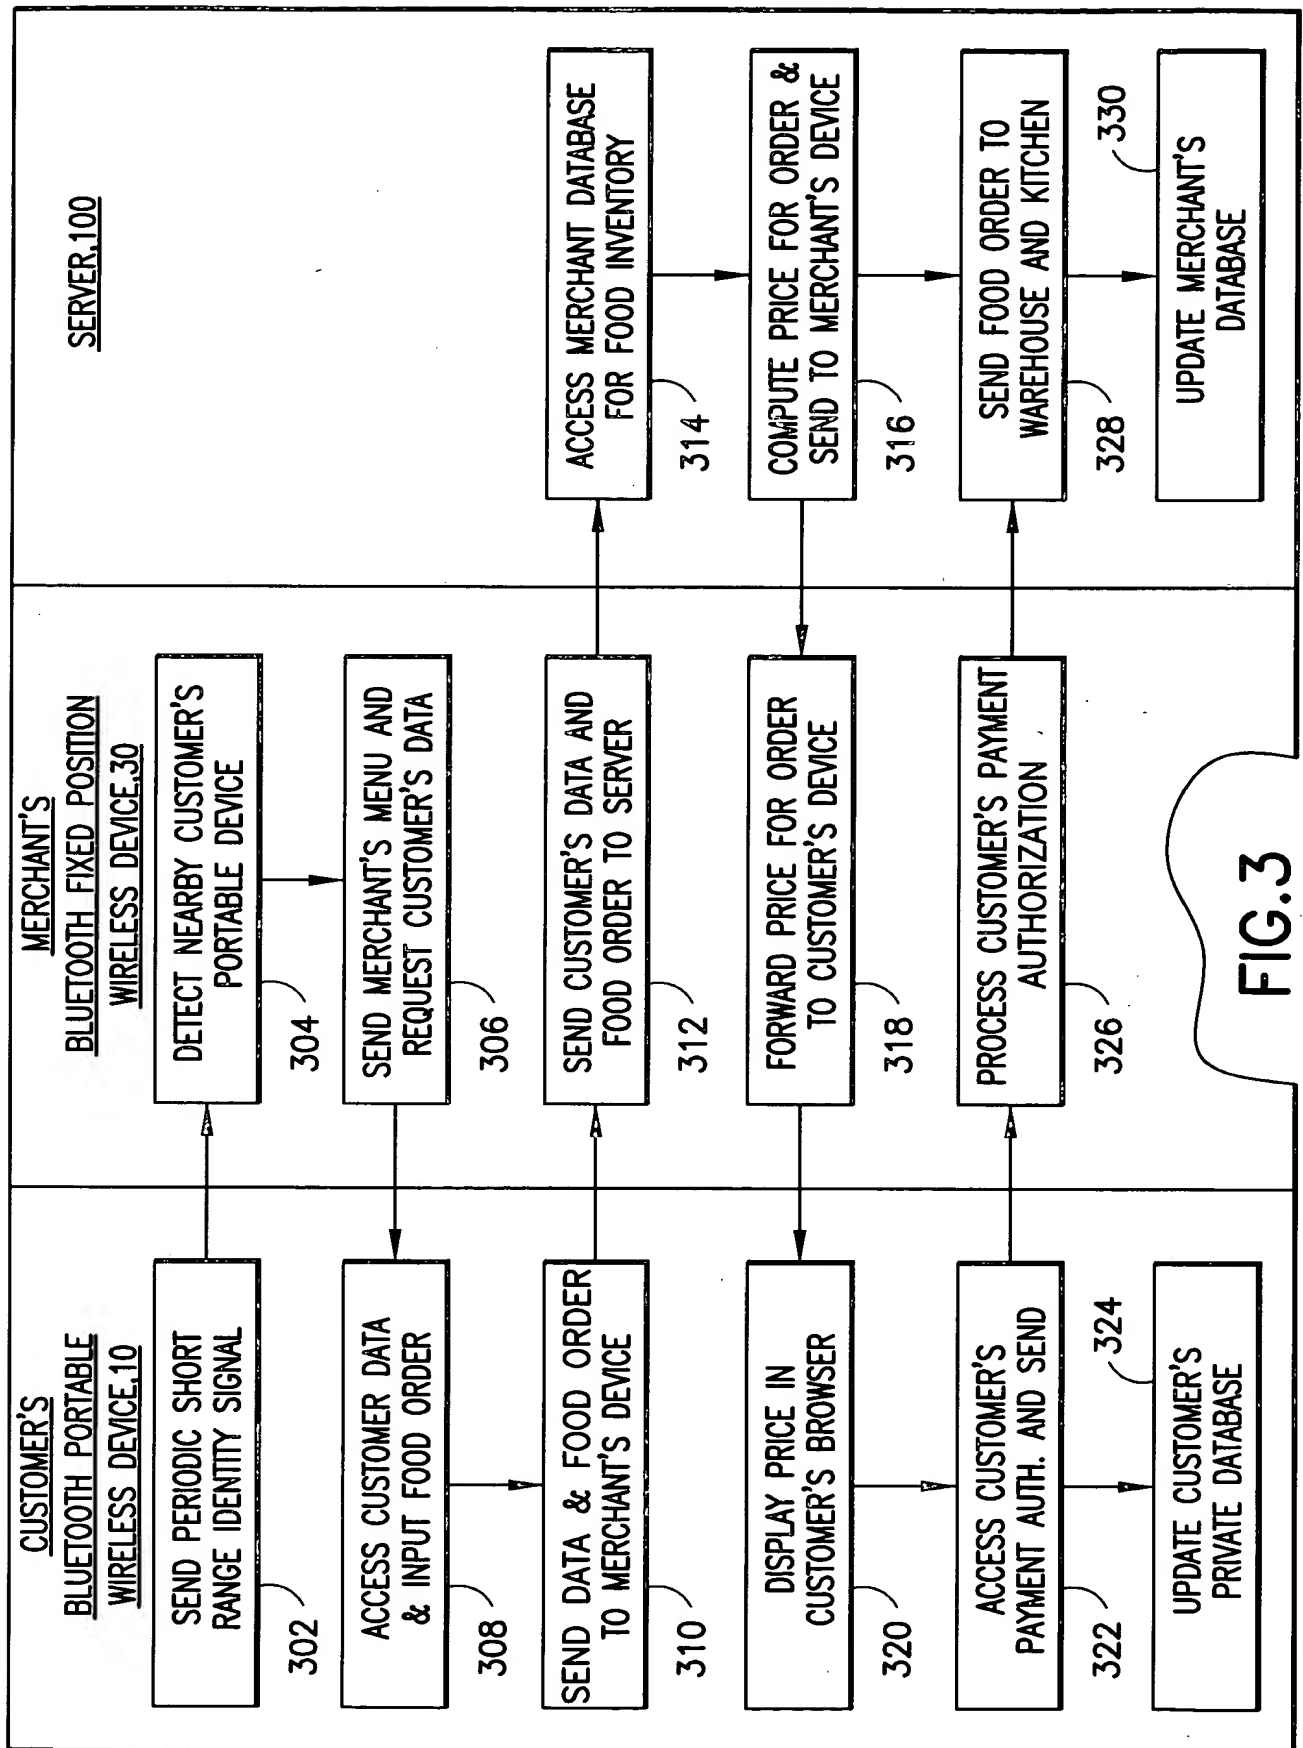 CUSTOMER'S
BLUETOOTH PORTABLE
WIRELESS DEVICE,10
SEND PERIODIC SHORT
RANGE IDENTITY SIGNAL
302
ACCESS CUSTOMER DATA
& INPUT FOOD ORDER
308
SEND DATA & FOOD ORDER
TO MERCHANT'S DEVICE
310
DISPLAY PRICE IN
CUSTOMER'S BROWSER
320
ACCESS CUSTOMER'S
PAYMENT AUTH. AND SEND
322
324
UPDATE CUSTOMER'S
PRIVATE DATABASE
MERCHANT'S
BLUETOOTH FIXED POSITION
WIRELESS DEVICE,30
DETECT NEARBY CUSTOMER'S
PORTABLE DEVICE
304
SEND MERCHANT'S MENU AND
REQUEST CUSTOMER'S DATA
306
SEND CUSTOMER'S DATA AND
FOOD ORDER TO SERVER
312
FORWARD PRICE FOR ORDER
TO CUSTOMER'S DEVICE
318
PROCESS CUSTOMER'S PAYMENT
AUTHORIZATION
326
SERVER,100
ACCESS MERCHANT DATABASE
FOR FOOD INVENTORY
314
COMPUTE PRICE FOR ORDER &
SEND TO MERCHANT'S DEVICE
316
SEND FOOD ORDER TO
WAREHOUSE AND KITCHEN
328
330
UPDATE MERCHANT'S
DATABASE
FIG.3